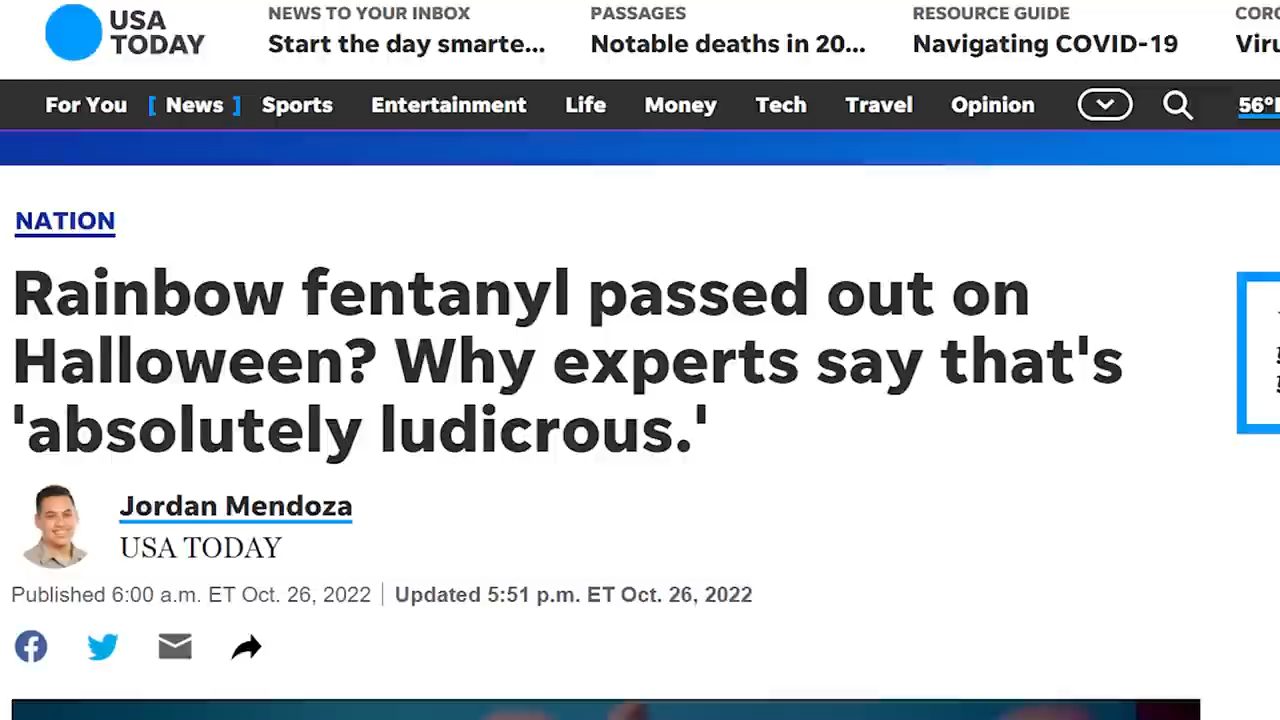 USA
TODAY
NEWS TO YOUR INBOX
Start the day smarte...
PASSAGES
Notable deaths in 20...
RESOURCE GUIDE
Navigating COVID-19
For You [ News ] Sports Entertainment Life Money Tech Travel Opinion 56°
NATION
Rainbow fentanyl passed out on
Halloween? Why experts say that's
'absolutely ludicrous.'
Jordan Mendoza
USA TODAY
Published 6:00 a.m. ET Oct. 26, 2022 | Updated 5:51 p.m. ET Oct. 26, 2022